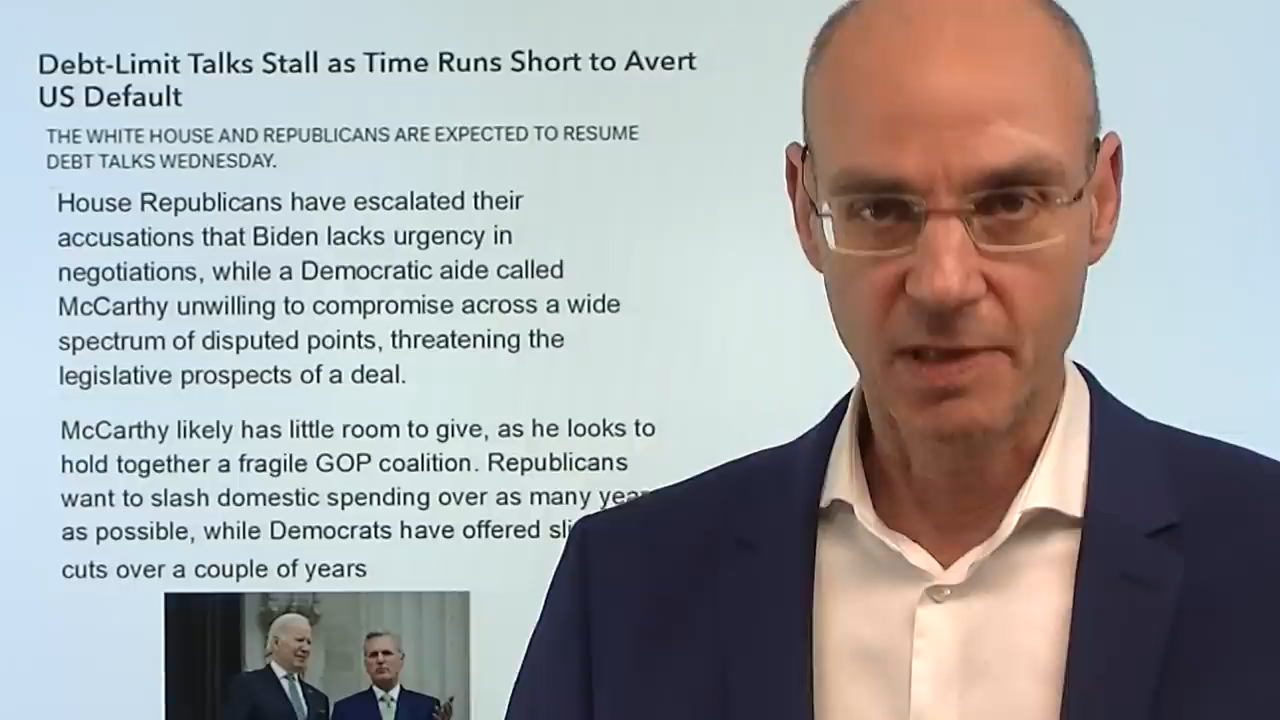 Debt-Limit Talks Stall as Time Runs Short to Avert
US Default
THE WHITE HOUSE AND REPUBLICANS ARE EXPECTED TO RESUME
DEBT TALKS WEDNESDAY.
House Republicans have escalated their
accusations that Biden lacks urgency in
negotiations, while a Democratic aide called
McCarthy unwilling to compromise across a wide
spectrum of disputed points, threatening the
legislative prospects of a deal.
McCarthy likely has little room to give, as he looks to
hold together a fragile GOP coalition. Republicans
want to slash domestic spending over as many
as possible, while Democrats have offered
cuts over a couple of years